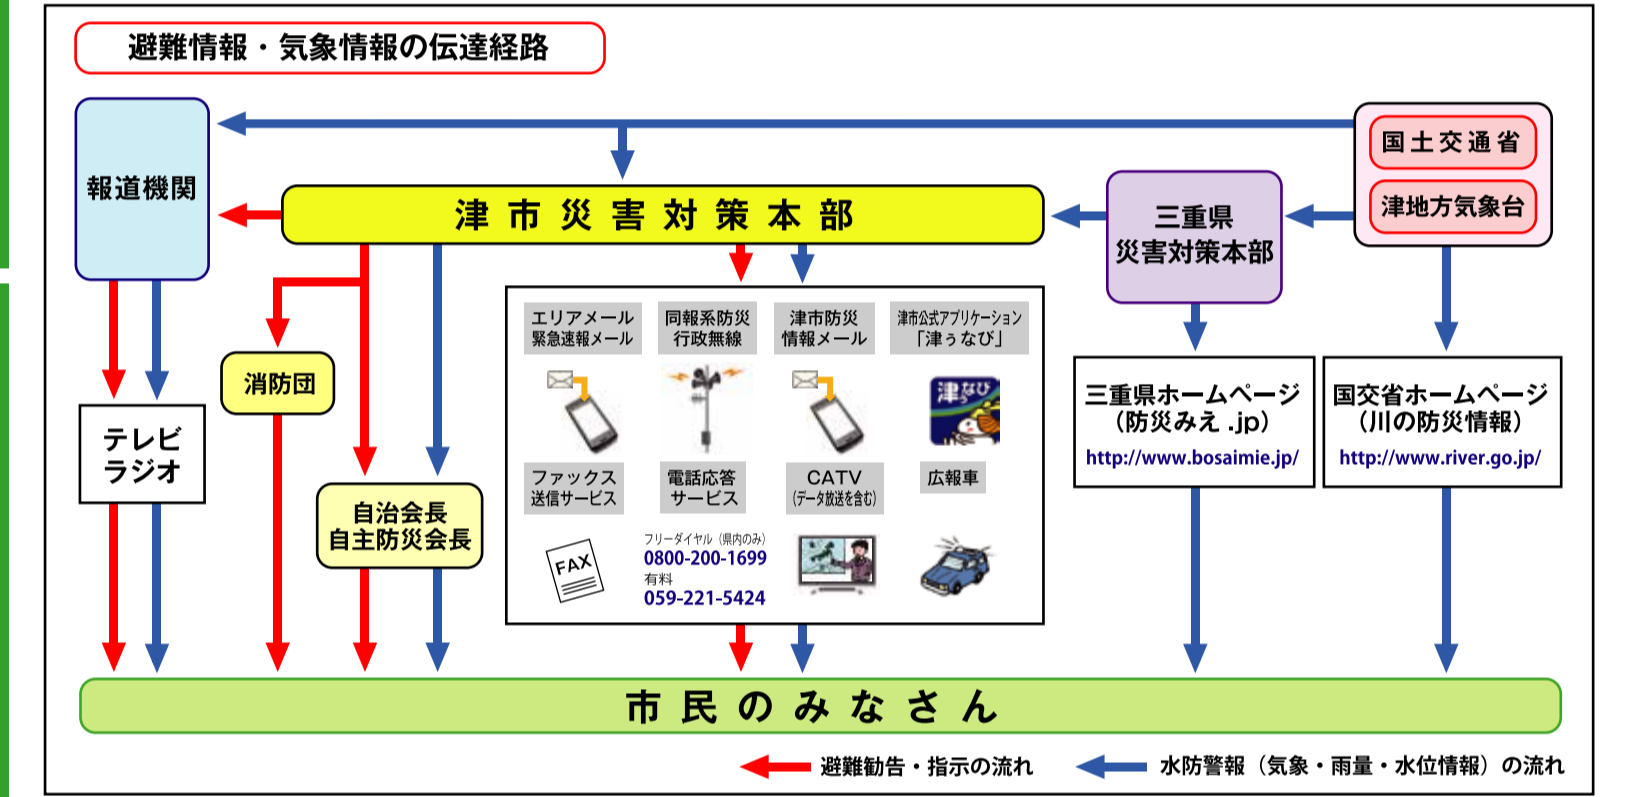 避難情報・気象情報の伝達経路
報道機関
国土交通省
津地方気象台
津市災害対策本部
三重県
災害対策本部
エリアメール
緊急速報メール
同報系防災
行政無線
津市防災
情報メール
津市公式アプリケーション
「津ぅなび」
消防団
津ぅなび
三重県ホームページ
（防災みえ.jp）
http://www.bosaimie.jp/
国交省ホームページ
（川の防災情報）
http://www.river.go.jp/
テレビ
ラジオ
ファックス
送信サービス
電話応答
サービス
CATV
（データ放送を含む）
広報車
自治会長
自主防災会長
FAX
フリーダイヤル（県内のみ）
0800-200-1699
有料
059-221-5424
市民のみなさん
避難勧告・指示の流れ
水防警報（気象・雨量・水位情報）の流れ